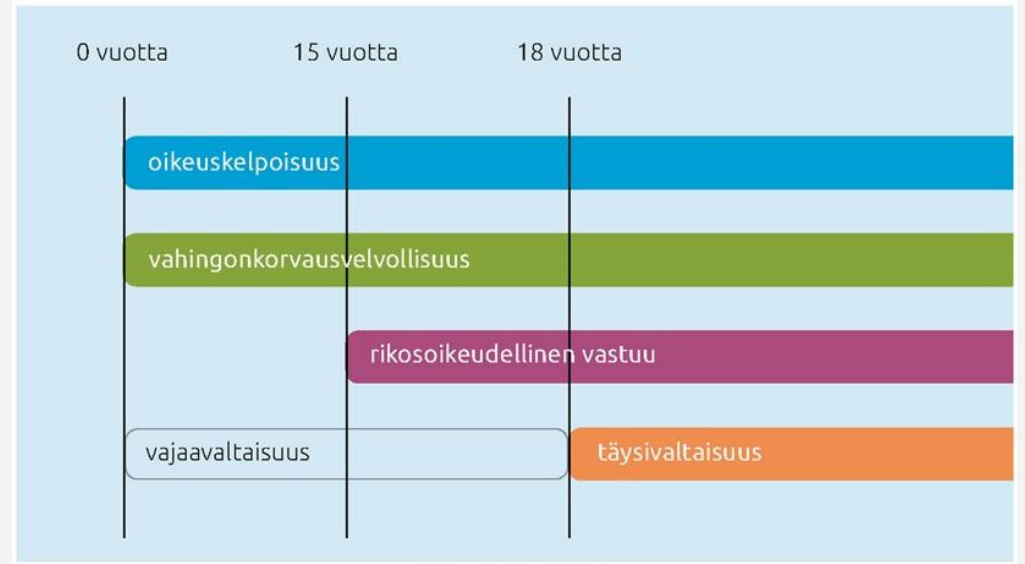 0 vuotta 15 vuotta 18 vuotta
oikeuskelpoisuus
vahingonkorvausvelvollisuus
rikosoikeudellinen vastuu
vajaavaltaisuus täysivaltaisuus